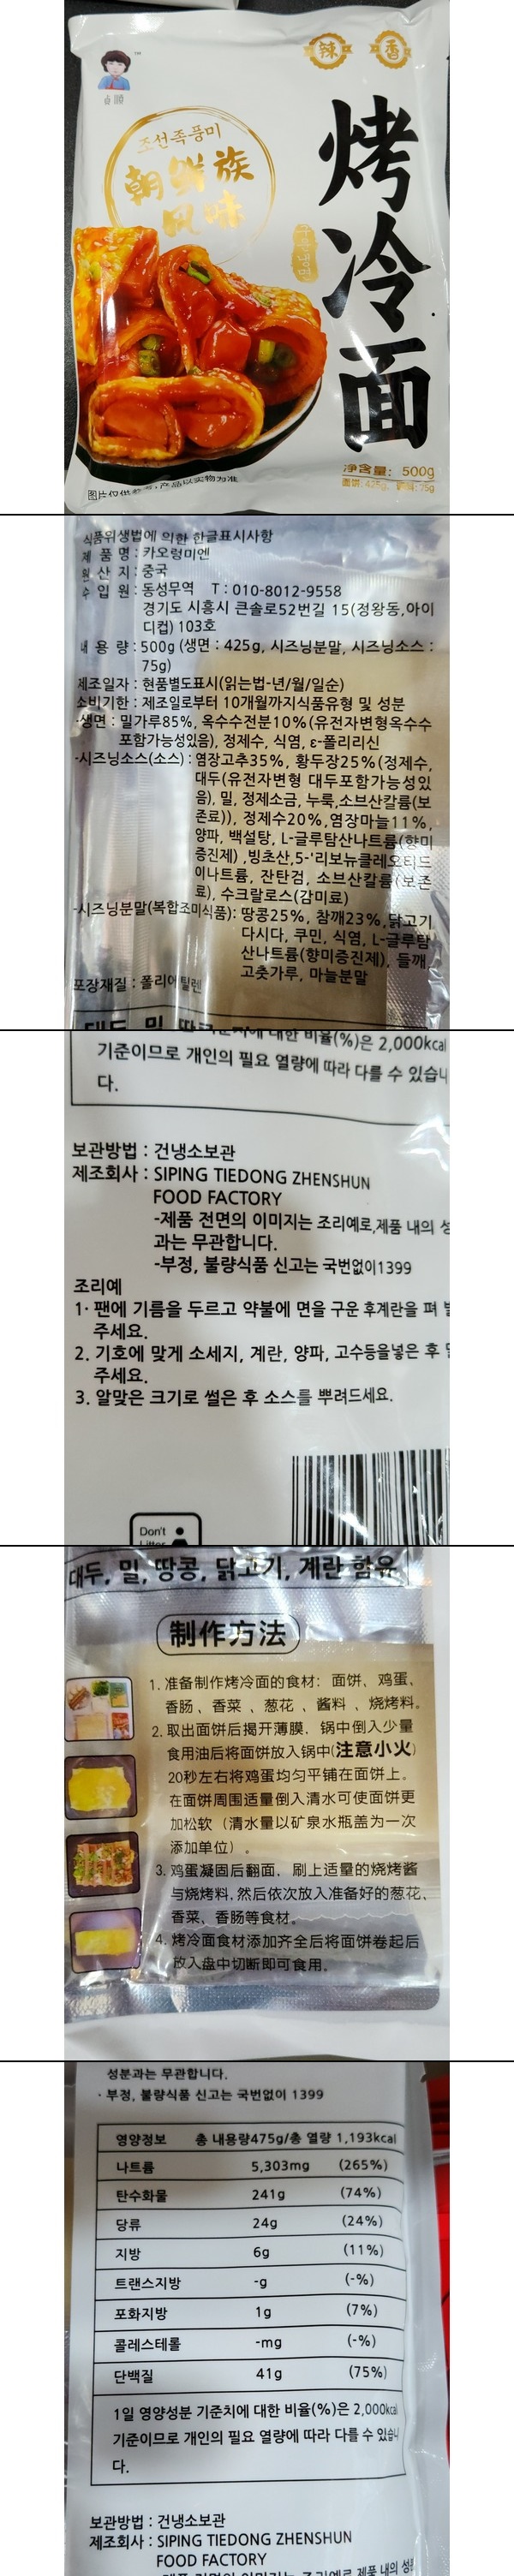 辣 香
貞順
조선족풍미
朝鲜族
风味
烤冷面
구운냉면
净含量：500g
面饼：425g、
图片仅供参考，产品以实物为准
식품위생법에 의한 한글표시사항
제 품 명 : 카오렁미엔
원 산 지 : 중국
수 입 원 : 동성무역 T : 010-8012-9558
경기도 시흥시 큰솔로52번길 15(정왕동,아이
디컵) 103호
내 용 량 : 500g (생면 : 425g, 시즈닝분말, 시즈닝소스 :
75g)
제조일자 : 현품별도표시(읽는법-년/월/일순)
소비기한 : 제조일로부터 10개월까지식품유형 및 성분
·생면 : 밀가루85%, 옥수수전분10%(유전자변형옥수수
포함가능성있음), 정제수, 식염, ε-폴리리신
-시즈닝소스(소스) : 염장고추35%, 황두장25%(정제수,
대두(유전자변형 대두포함가능성있
음), 밀, 정제소금, 누룩,소브산칼륨(보
존료)), 정제수20%,염장마늘11%,
양파, 백설탕, L-글루탐산나트륨(향미
증진제) ,빙초산,5-'리보뉴클레오티드
이나트륨, 잔탄검, 소브산칼륨(보존
료), 수크랄로스(감미료)
-시즈닝분말(복합조미식품): 땅콩25%, 참깨23%,닭고기
다시다, 쿠민, 식염, L-글루탐
산나트륨(향미증진제), 들깨,
고춧가루, 마늘분말
포장재질 : 폴리에틸렌
대두, 밀, 땅콩
대한 비율(%)은 2,000kcal
기준이므로 개인의 필요 열량에 따라 다를 수 있습니
다.
보관방법 : 건냉소보관
제조회사 : SIPING TIEDONG ZHENSHUN
FOOD FACTORY
-제품 전면의 이미지는 조리예로,제품 내의 성
과는 무관합니다.
-부정, 불량식품 신고는 국번없이1399
조리예
1· 팬에 기름을 두르고 약불에 면을 구운 후계란을 펴
주세요.
2. 기호에 맞게 소세지, 계란, 양파, 고수등을넣은 후
주세요.
3. 알맞은 크기로 썰은 후 소스를 뿌려드세요.
Don't
Litter
대두, 밀, 땅콩, 닭고기, 계란 함유
制作方法
1. 准备制作烤冷面的食材：面饼、鸡蛋、
香肠、香菜、葱花、酱料、烧烤料。
2. 取出面饼后揭开薄膜，锅中倒入少量
食用油后将面饼放入锅中(注意小火)
20秒左右将鸡蛋均匀平铺在面饼上。
在面饼周围适量倒入清水可使面饼更
加松软（清水量以矿泉水瓶盖为一次
添加单位）。
3. 鸡蛋凝固后翻面，刷上适量的烧烤酱
与烧烤料,然后依次放入准备好的葱花、
香菜、香肠等食材。
4. 烤冷面食材添加齐全后将面饼卷起后
放入盘中切断即可食用。
성분과는 무관합니다.
· 부정, 불량식품 신고는 국번없이 1399
영양정보 총 내용량475g/총 열량 1,193kcal
나트륨 5,303mg (265%)
탄수화물 241g (74%)
당류 24g (24%)
지방 6g (11%)
트랜스지방 -g (-%)
포화지방 1g (7%)
콜레스테롤 -mg (-%)
단백질 41g (75%)
1일 영양성분 기준치에 대한 비율(%)은 2,000kcal
기준이므로 개인의 필요 열량에 따라 다를 수 있습니
다.
보관방법 : 건냉소보관
제조회사 : SIPING TIEDONG ZHENSHUN
FOOD FACTORY
-제품 전면의 이미지는 조리예로 제품 내의 성분